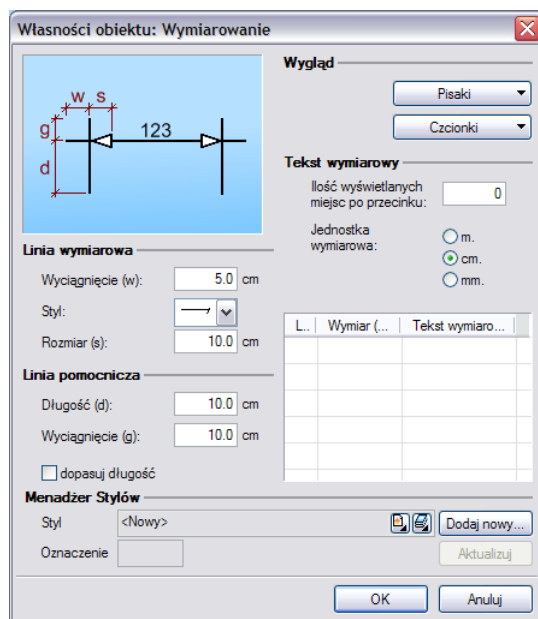 Własności obiektu: Wymiarowanie
w s
g
123
d
Wygląd
Pisaki
Czcionki
Tekst wymiarowy
Ilość wyświetlanych
miejsc po przecinku:
0
Jednostka
wymiarowa:
m.
cm.
mm.
Linia wymiarowa
Wyciągnięcie (w): 5.0 cm
Styl:
Rozmiar (s): 10.0 cm
L.. Wymiar (... Tekst wymiaro...
Linia pomocnicza
Długość (d): 10.0 cm
Wyciągnięcie (g): 10.0 cm
dopasuj długość
Menadżer Stylów
Styl <Nowy> Dodaj nowy...
Oznaczenie Aktualizuj
OK Anuluj